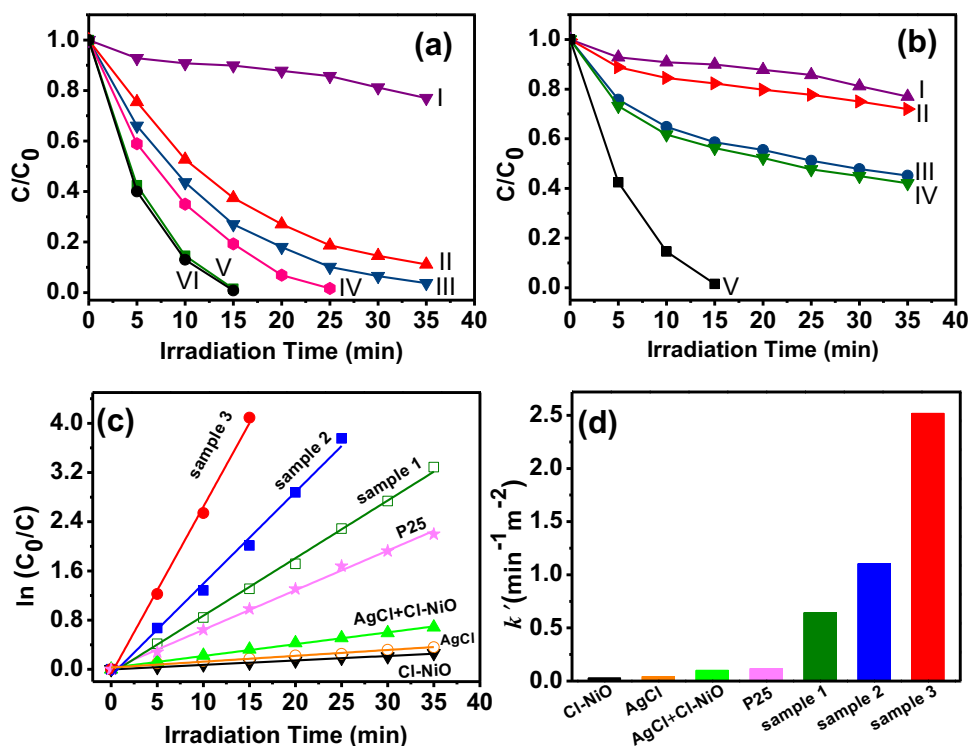 (a)
1.0
0.8
0.6
0.4
0.2
0.0
C/C0
I
II
III
IV
V
VI
0 5 10 15 20 25 30 35 40
Irradiation Time (min)
(b)
1.0
0.8
0.6
0.4
0.2
0.0
C/C0
I
II
III
IV
V
0 5 10 15 20 25 30 35 40
Irradiation Time (min)
(c)
4.0
3.2
2.4
1.6
0.8
0.0
ln (C0/C)
sample 3
sample 2
sample 1
P25
AgCl+Cl-NiO
AgCl
Cl-NiO
0 5 10 15 20 25 30 35 40
Irradiation Time (min)
(d)
2.5
2.0
1.5
1.0
0.5
0.0
k′(min-1m-2)
Cl-NiO
AgCl
AgCl+Cl-NiO
P25
sample 1
sample 2
sample 3